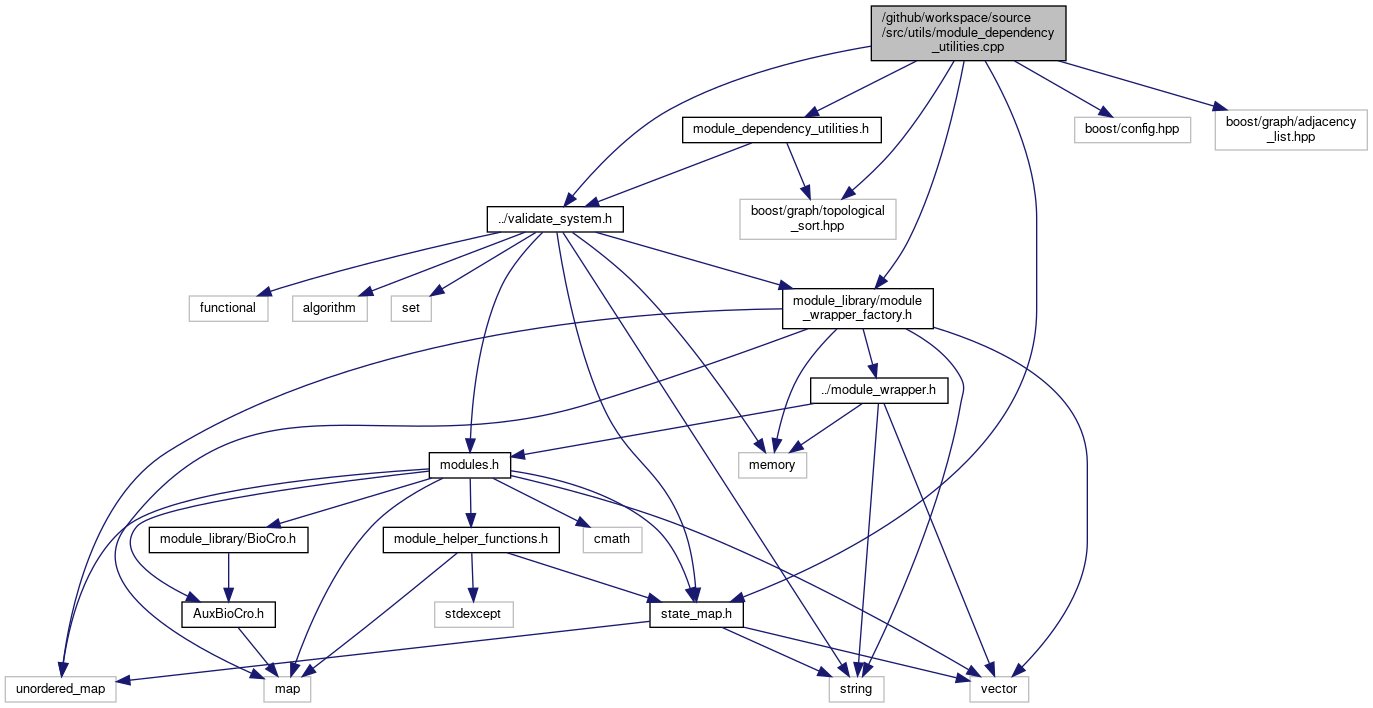 /github/workspace/source
/src/utils/module_dependency
_utilities.cpp
module_dependency_utilities.h
boost/config.hpp
boost/graph/adjacency
_list.hpp
../validate_system.h
boost/graph/topological
_sort.hpp
functional
algorithm
set
module_library/module
_wrapper_factory.h
../module_wrapper.h
modules.h
memory
module_library/BioCro.h
module_helper_functions.h
cmath
AuxBioCro.h
stdexcept
state_map.h
unordered_map
map
string
vector